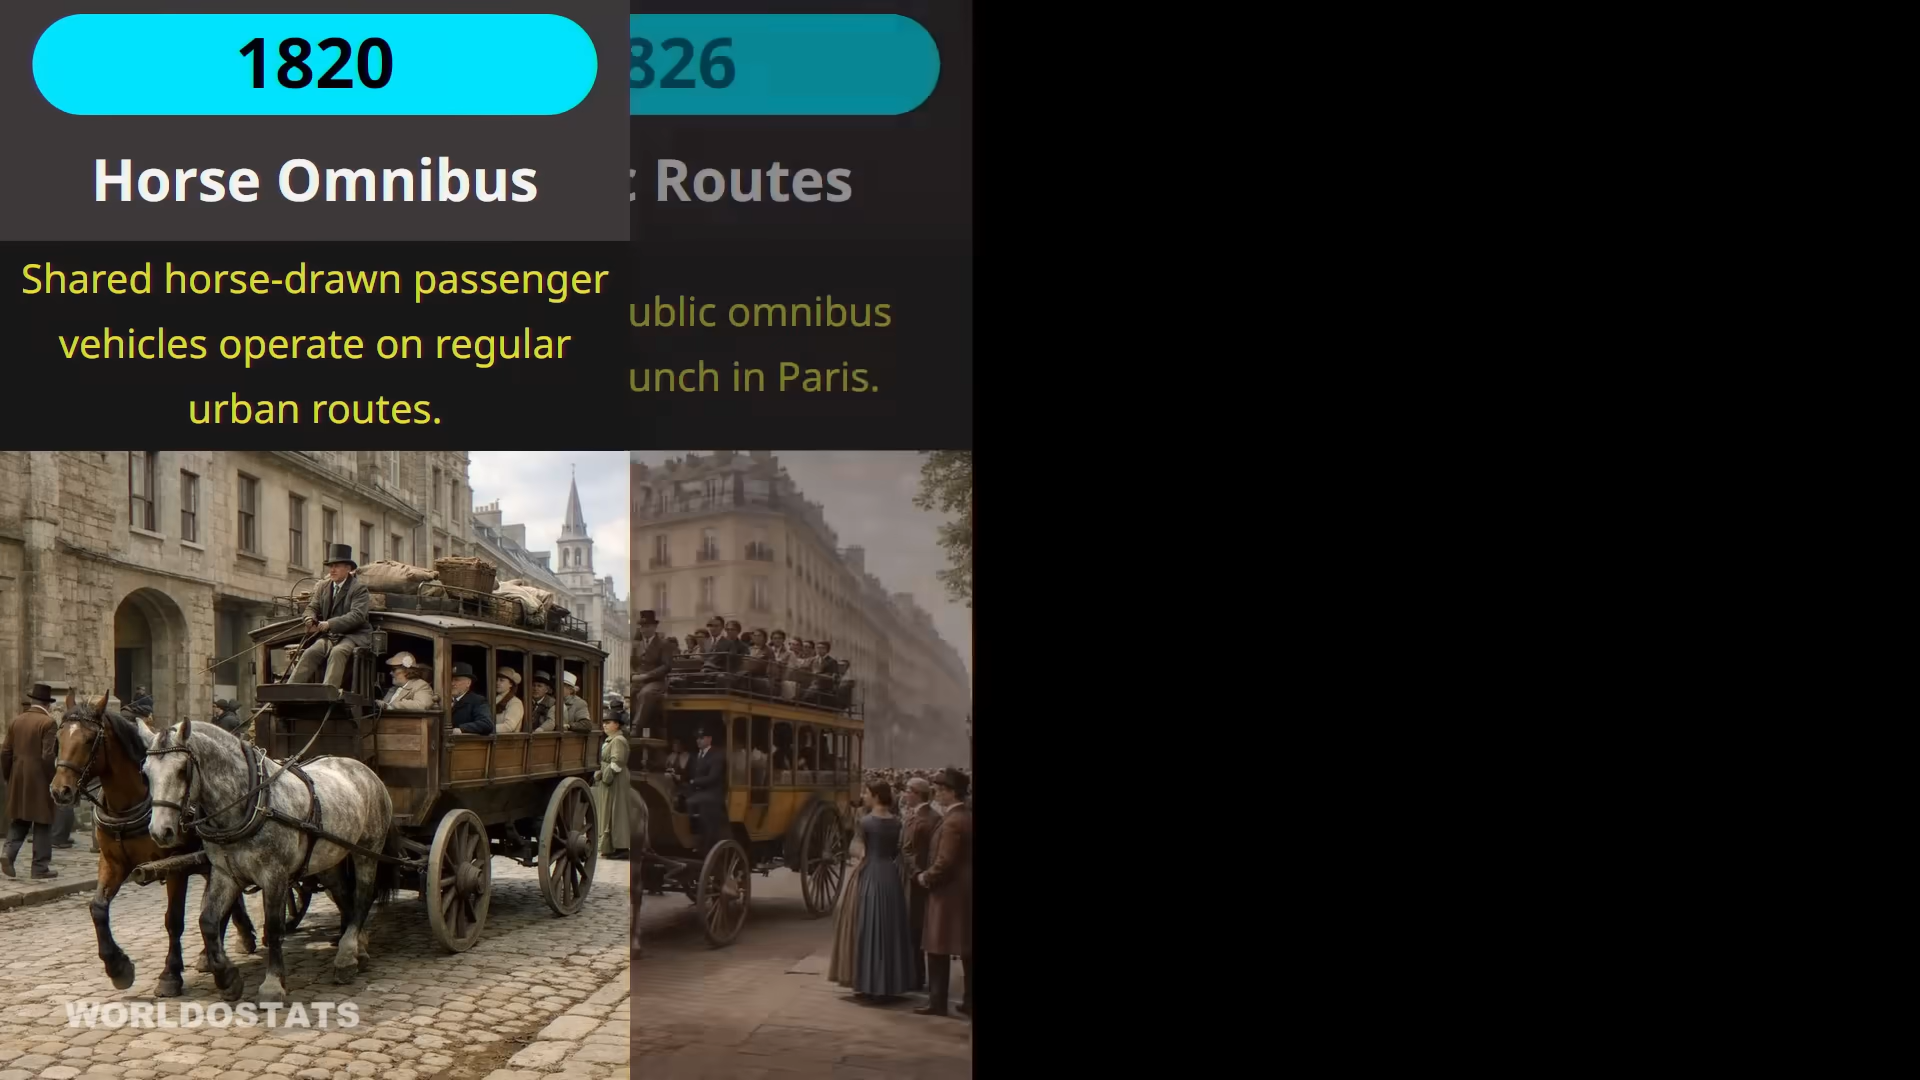 1820
Horse Omnibus
Shared horse-drawn passenger
vehicles operate on regular
urban routes.
WORLDOSTATS
826
Routes
ublic omnibus
unch in Paris.